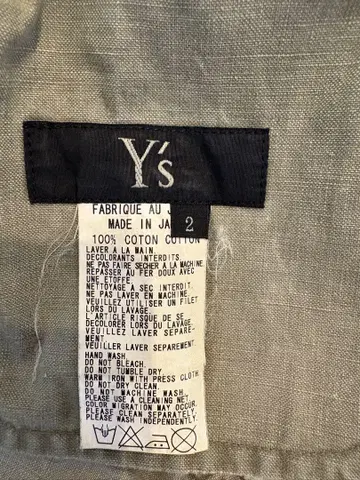 Y's
2
FABRIQUE AU
MADE IN
100% COTON COTTON
LAVER A LA MAIN
DECOLORANTS INTERDITS
NE PAS FAIRE SECHER A LA MACHINE
REPASSER AU FER DOUX AVEC
UNE ETOFFE
NETTOYAGE A SEC INTERDIT
NE PAS LAVER EN MACHINE
VEUILLEZ UTILISER UN FILET
LORS DU LAVAGE.
L'ARTICLE RISQUE DE SE
DECOLORER LORS DU LAVAGE.
VEUILLEZ LAVER SEPARE-
MENT
VEUILLER LAVER SEPAREMENT.
HAND WASH
DO NOT BLEACH.
DO NOT TUMBLE DRY
WARM IRON WITH PRESS CLOTH
DO NOT DRY CLEAN.
DO NOT MACHINE WASH
PLEASE USE A CLEANING NET.
COLOR MIGRATION MAY OCCUR.
PLEASE CLEAN SEPARATELY.
PLEASE WASH INDEPENDENTLY.